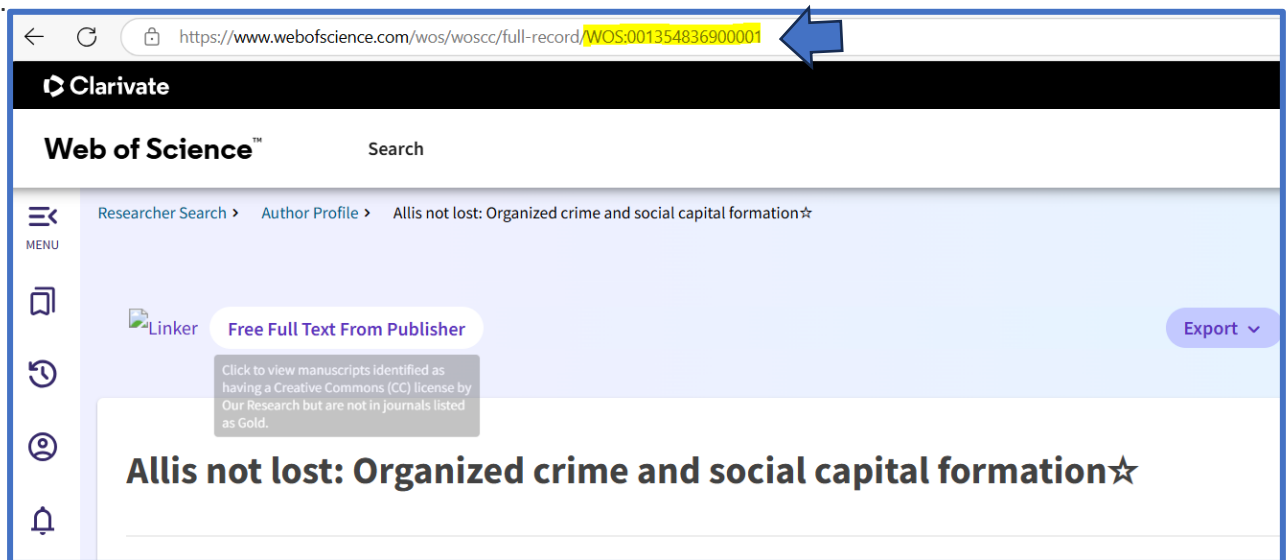 .
https://www.webofscience.com/wos/woscc/full-record/WOS:001354836900001
Clarivate
Web of Science™ Search
Researcher Search > Author Profile > Allis not lost: Organized crime and social capital formation☆
MENU
Linker Free Full Text From Publisher Export
Click to view manuscripts identified as
having a Creative Commons (CC) license by
Our Research but are not in journals listed
as Gold.
Allis not lost: Organized crime and social capital formation☆